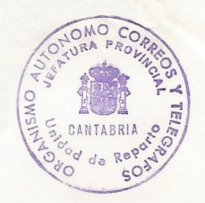 ORGANISMO AUTONOMO CORREOS Y TELEGRAFOS
JEFATURA PROVINCIAL
CANTABRIA
Unidad de Reparto